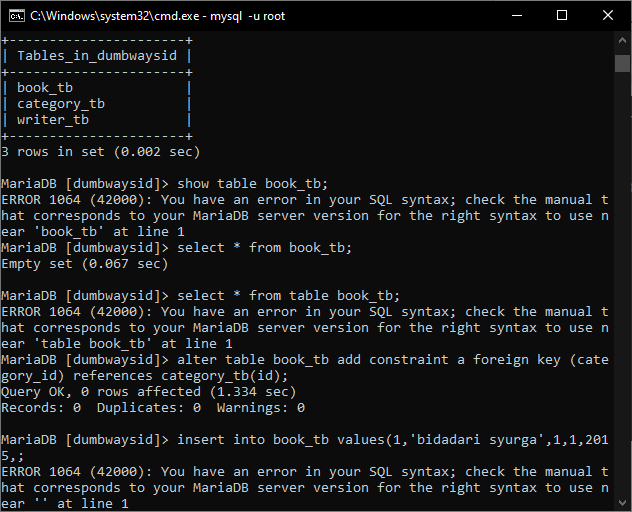 C:\Windows\system32\cmd.exe - mysql  -u root
+----------------------+
| Tables_in_dumbwaysid |
+----------------------+
| book_tb              |
| category_tb          |
| writer_tb            |
+----------------------+
3 rows in set (0.002 sec)
MariaDB [dumbwaysid]> show table book_tb;
ERROR 1064 (42000): You have an error in your SQL syntax; check the manual t
hat corresponds to your MariaDB server version for the right syntax to use n
ear 'book_tb' at line 1
MariaDB [dumbwaysid]> select * from book_tb;
Empty set (0.067 sec)
MariaDB [dumbwaysid]> select * from table book_tb;
ERROR 1064 (42000): You have an error in your SQL syntax; check the manual t
hat corresponds to your MariaDB server version for the right syntax to use n
ear 'table book_tb' at line 1
MariaDB [dumbwaysid]> alter table book_tb add constraint a foreign key (cate
gory_id) references category_tb(id);
Query OK, 0 rows affected (1.334 sec)
Records: 0  Duplicates: 0  Warnings: 0
MariaDB [dumbwaysid]> insert into book_tb values(1,'bidadari syurga',1,1,201
5,;
ERROR 1064 (42000): You have an error in your SQL syntax; check the manual t
hat corresponds to your MariaDB server version for the right syntax to use n
ear '' at line 1